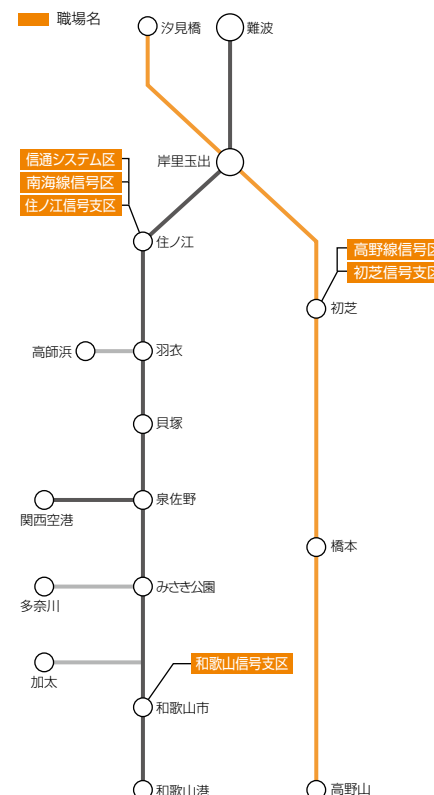 職場名
汐見橋
難波
岸里玉出
信通システム区
南海線信号区
住ノ江信号支区
住ノ江
高野線信号区
初芝信号支区
初芝
高師浜
羽衣
貝塚
泉佐野
関西空港
橋本
みさき公園
多奈川
和歌山信号支区
加太
和歌山市
和歌山港
高野山